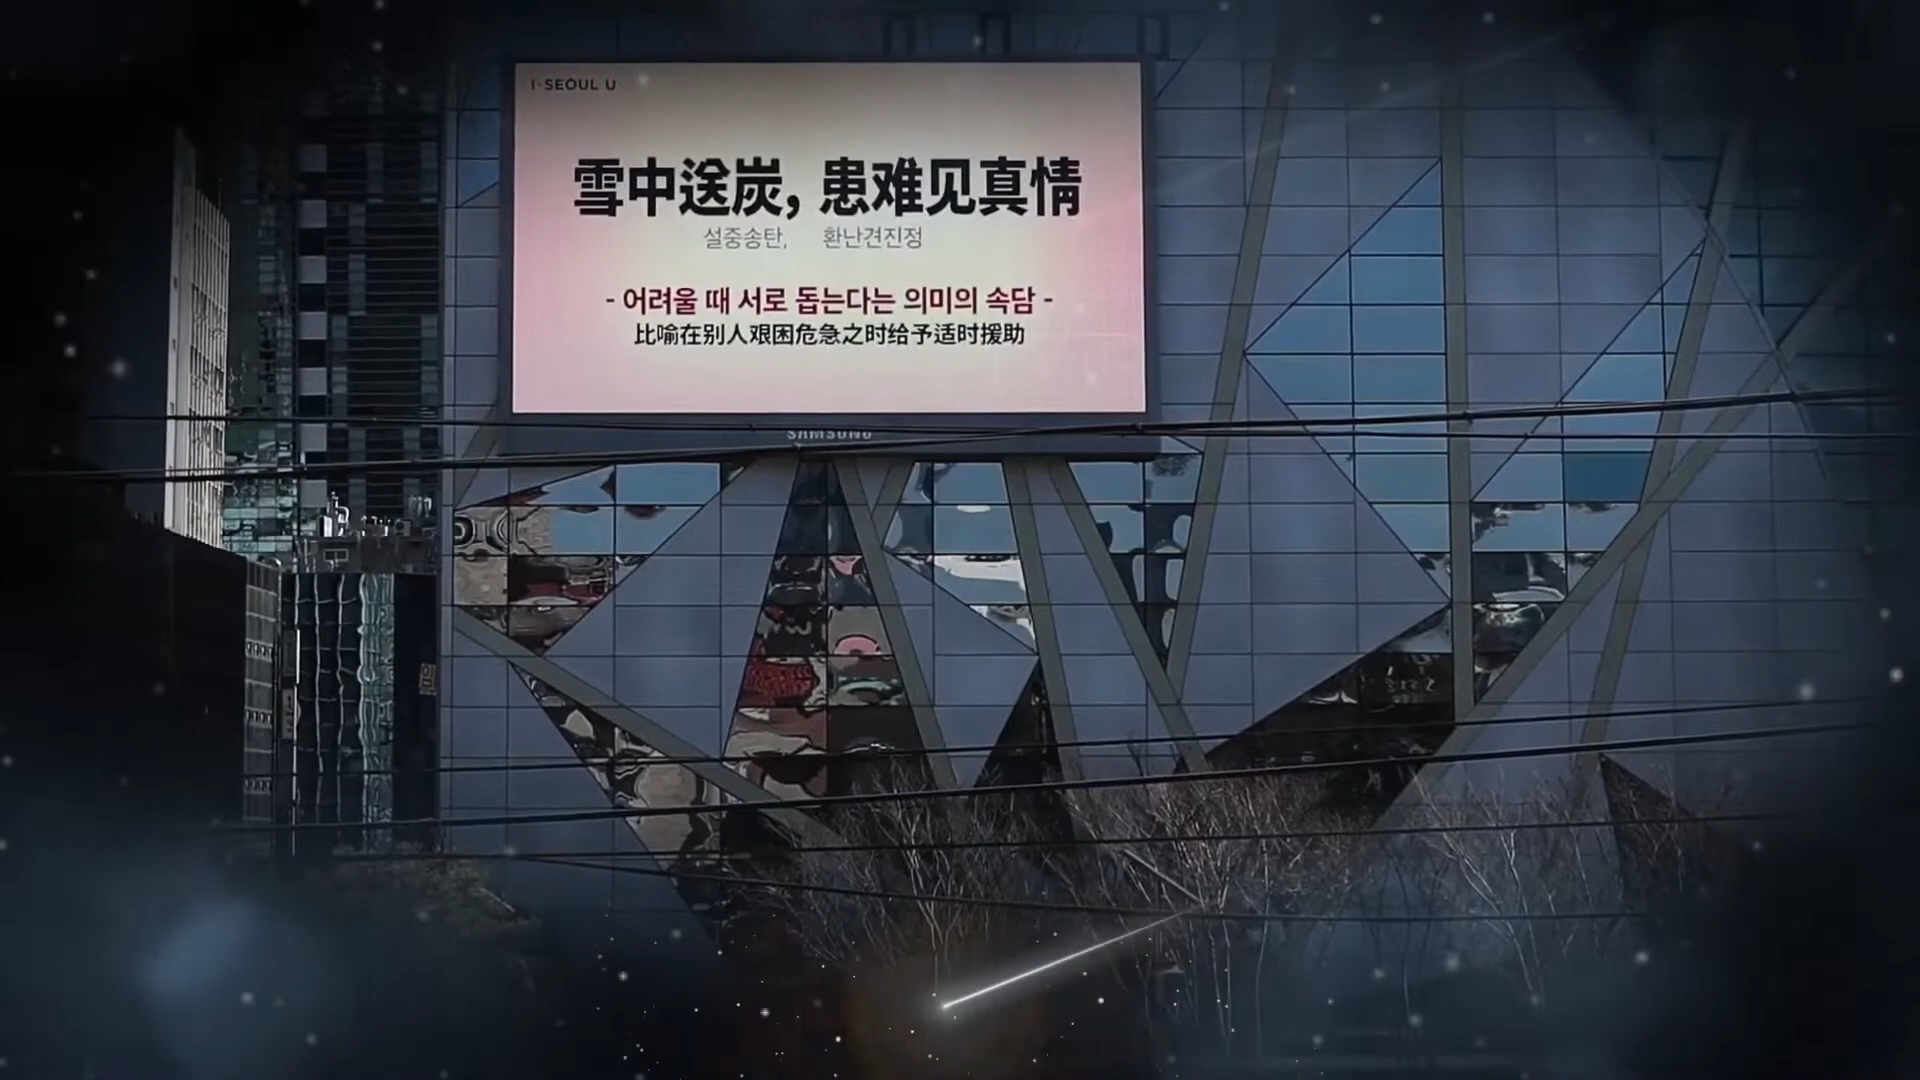 I·SEOUL·U
雪中送炭, 患难见真情
설중송탄, 환난견진정
- 어려울 때 서로 돕는다는 의미의 속담 -
比喻在别人艰困危急之时给予适时援助
SAMSUNG